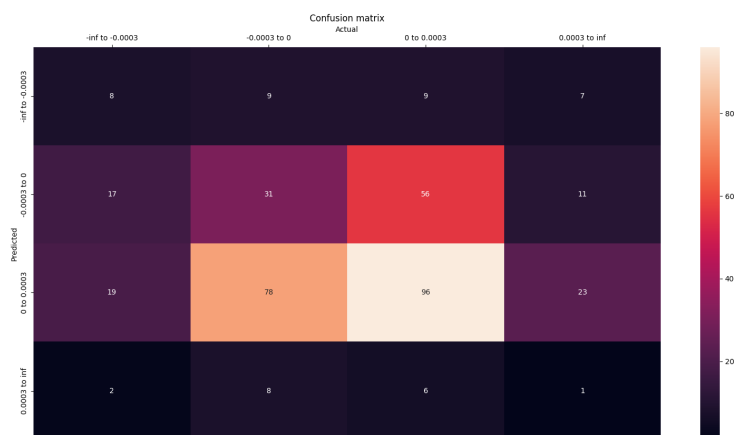 Confusion matrix
Actual
-inf to -0.0003 -0.0003 to 0 0 to 0.0003 0.0003 to inf
Predicted
-inf to -0.0003
8 9 9 7
-0.0003 to 0
17 31 56 11
0 to 0.0003
19 78 96 23
0.0003 to inf
2 8 6 1
80
60
40
20